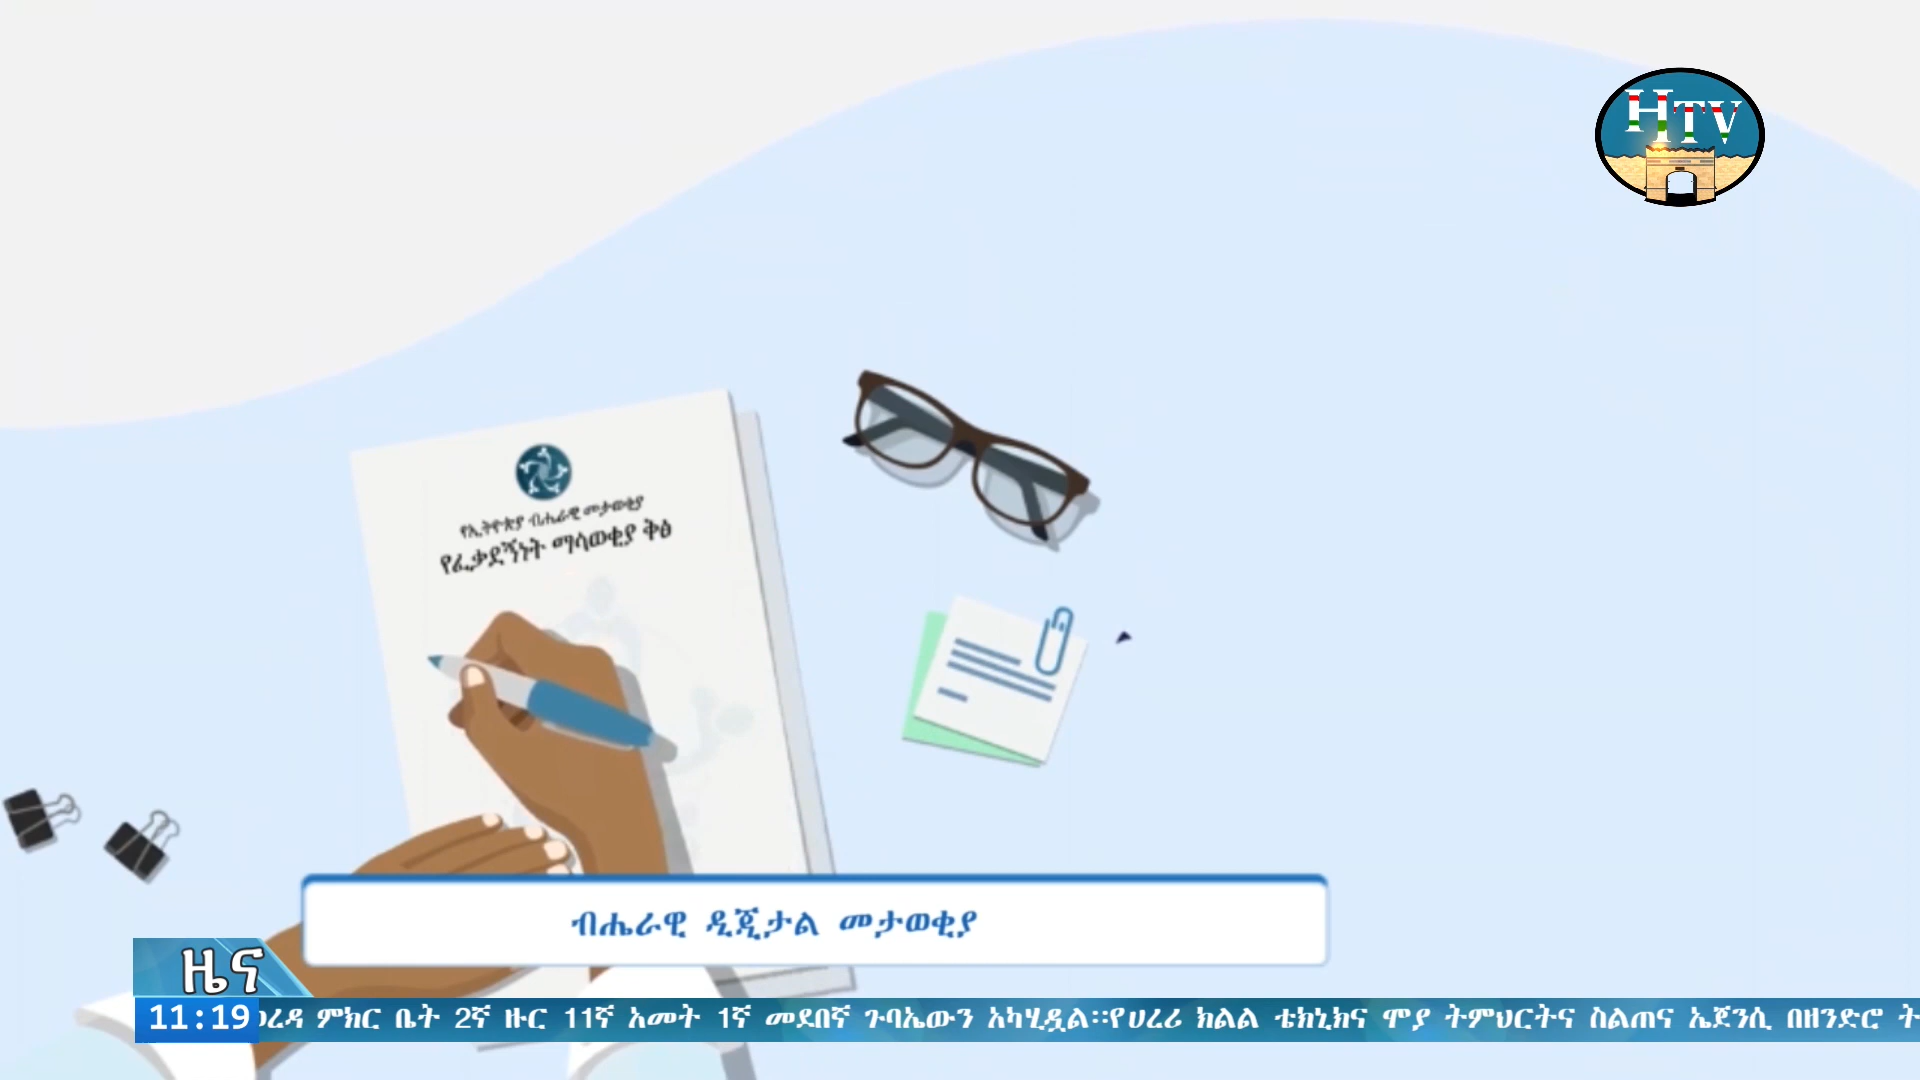 HTV
የኢትዮጵያ ብሔራዊ መታወቂያ
የፈቃደኝነት ማሳወቂያ ቅፅ
ብሔራዊ ዲጂታል መታወቂያ
ዜና
11:19 ምክር ቤት 2ኛ ዙር 11ኛ አመት 1ኛ መደበኛ ጉባኤውን አካሂዷል።የሀረሪ ክልል ቴክኒክና ሞያ ትምህርትና ስልጠና ኤጀንሲ በዘንድሮ